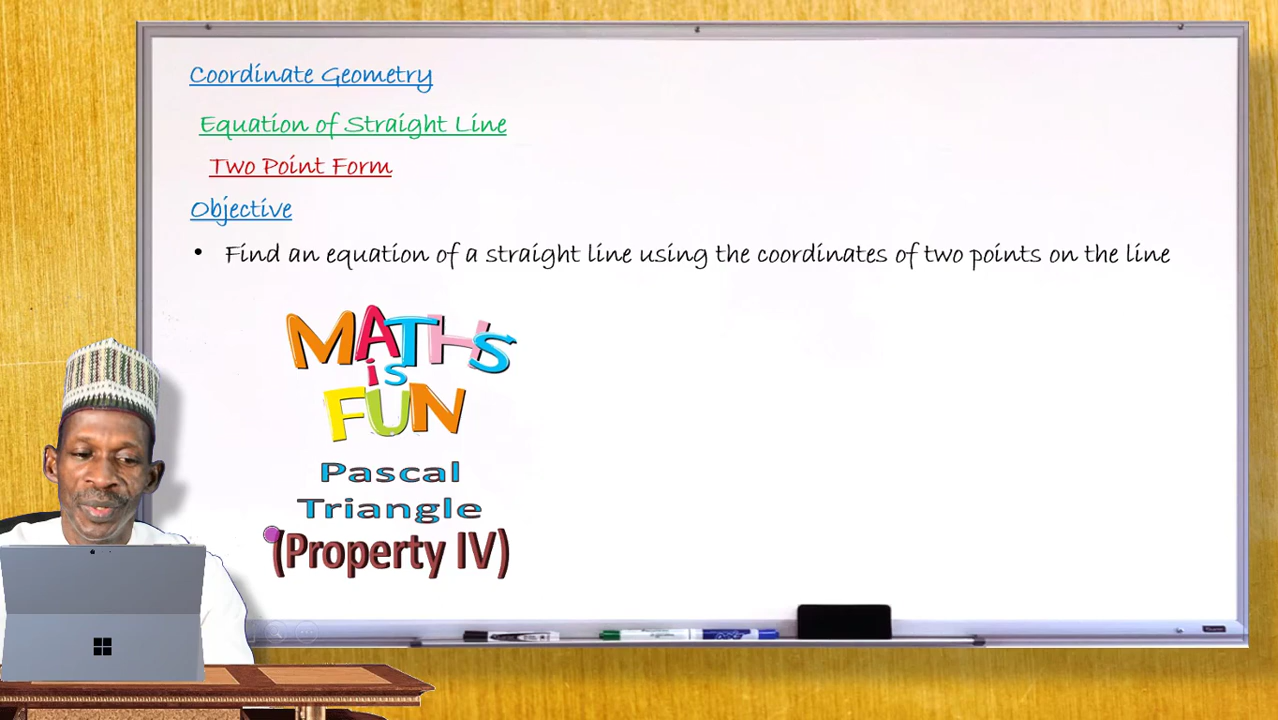 Coordinate Geometry
Equation of Straight Line
Two Point Form
Objective
• Find an equation of a straight line using the coordinates of two points on the line
MATHS
iS
FUN
Pascal
Triangle
(Property IV)